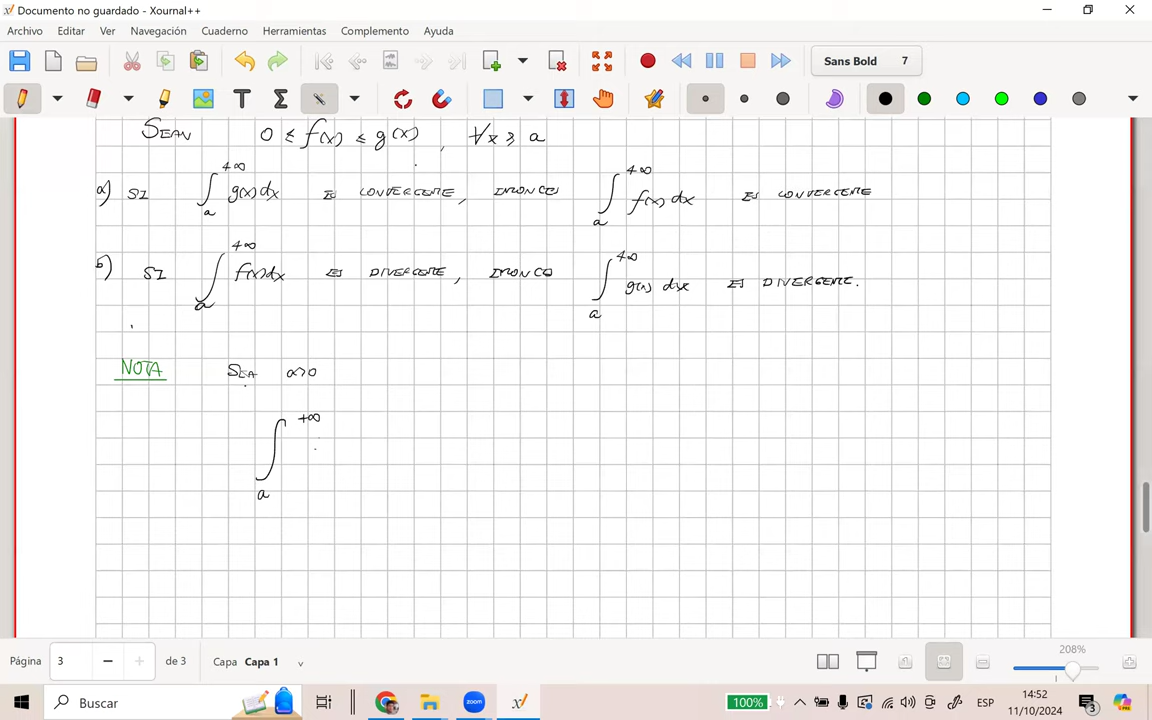 Documento no guardado - Xournal++
Archivo Editar Ver Navegación Cuaderno Herramientas Complemento Ayuda
Sans Bold 7
SEAN 0 ≤ f(x) ≤ g(x), ∀x ≥ a
a) SI ∫_a^{+∞} g(x) dx ES CONVERGENTE, ENTONCES ∫_a^{+∞} f(x) dx ES CONVERGENTE
b) SI ∫_a^{+∞} f(x) dx ES DIVERGENTE, ENTONCES ∫_a^{+∞} g(x) dx ES DIVERGENTE.
NOTA SEA a>0
∫_a^{+∞}
Página 3 de 3 Capa Capa 1 208%
Buscar 100% ESP 14:52
11/10/2024 3